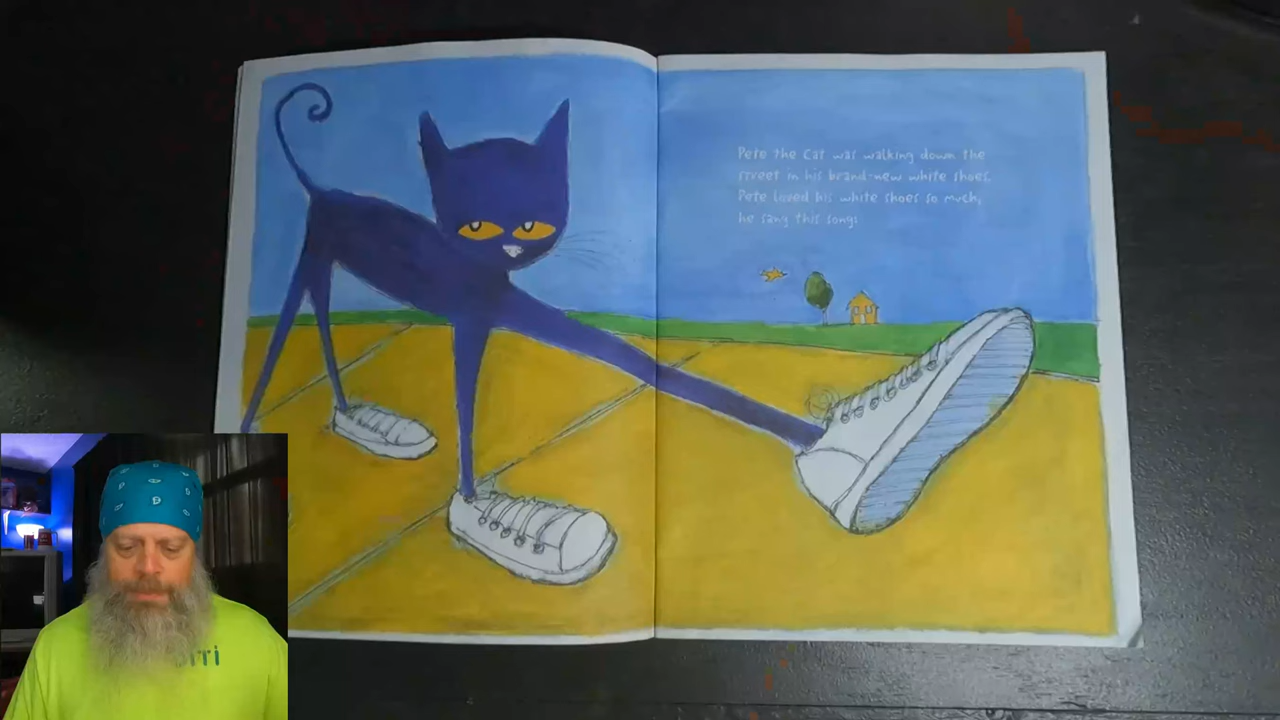 Pete the Cat was walking down the
street in his brand-new white shoes.
Pete loved his white shoes so much,
he sang this song: